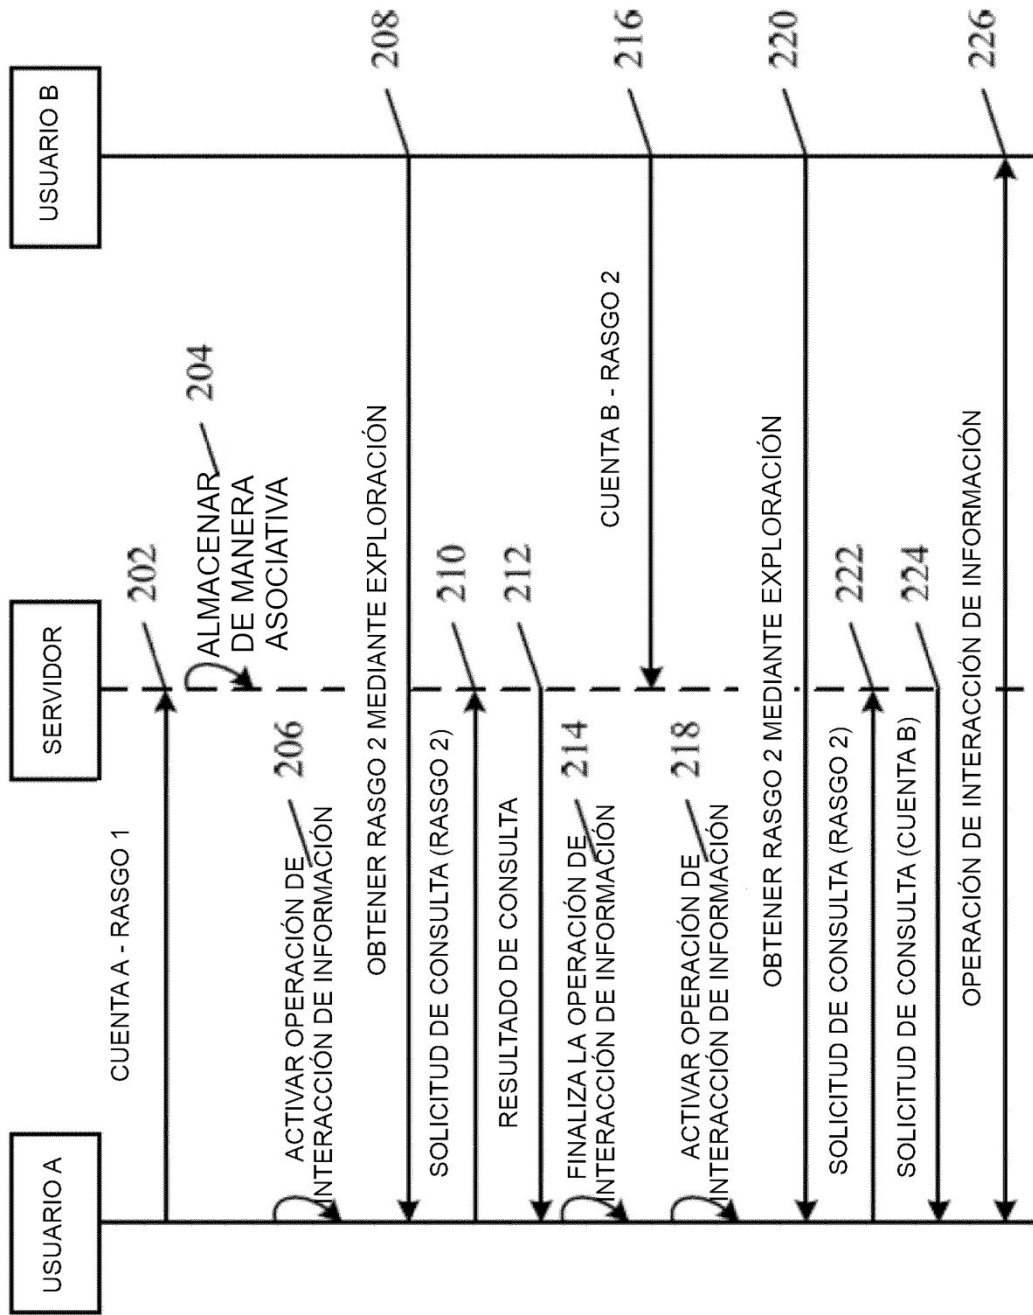 USUARIO A
SERVIDOR
USUARIO B
CUENTA A - RASGO 1
202
ALMACENAR
DE MANERA
ASOCIATIVA
204
ACTIVAR OPERACIÓN DE
INTERACCIÓN DE INFORMACIÓN
206
OBTENER RASGO 2 MEDIANTE EXPLORACIÓN
208
SOLICITUD DE CONSULTA (RASGO 2)
210
RESULTADO DE CONSULTA
212
FINALIZA LA OPERACIÓN DE
INTERACCIÓN DE INFORMACIÓN
214
CUENTA B - RASGO 2
216
ACTIVAR OPERACIÓN DE
INTERACCIÓN DE INFORMACIÓN
218
OBTENER RASGO 2 MEDIANTE EXPLORACIÓN
220
SOLICITUD DE CONSULTA (RASGO 2)
222
SOLICITUD DE CONSULTA (CUENTA B)
224
OPERACIÓN DE INTERACCIÓN DE INFORMACIÓN
226